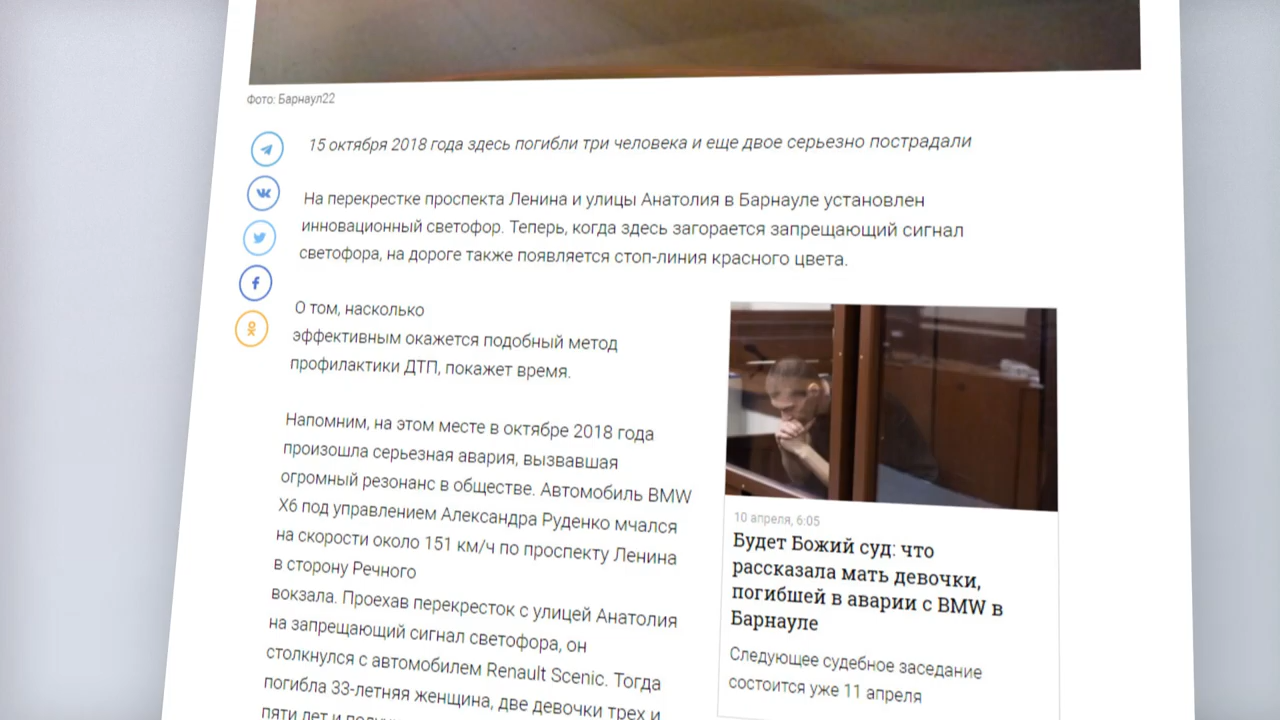 Фото: Барнаул22
15 октября 2018 года здесь погибли три человека и еще двое серьезно пострадали
На перекрестке проспекта Ленина и улицы Анатолия в Барнауле установлен
инновационный светофор. Теперь, когда здесь загорается запрещающий сигнал
светофора, на дороге также появляется стоп-линия красного цвета.
О том, насколько
эффективным окажется подобный метод
профилактики ДТП, покажет время.
Напомним, на этом месте в октябре 2018 года
произошла серьезная авария, вызвавшая
огромный резонанс в обществе. Автомобиль BMW
X6 под управлением Александра Руденко мчался
на скорости около 151 км/ч по проспекту Ленина
в сторону Речного
вокзала. Проехав перекресток с улицей Анатолия
на запрещающий сигнал светофора, он
столкнулся с автомобилем Renault Scenic. Тогда
погибла 33-летняя женщина, две девочки трех и
пяти лет и
10 апреля, 6:05
Будет Божий суд: что
рассказала мать девочки,
погибшей в аварии с BMW в
Барнауле
Следующее судебное заседание
состоится уже 11 апреля